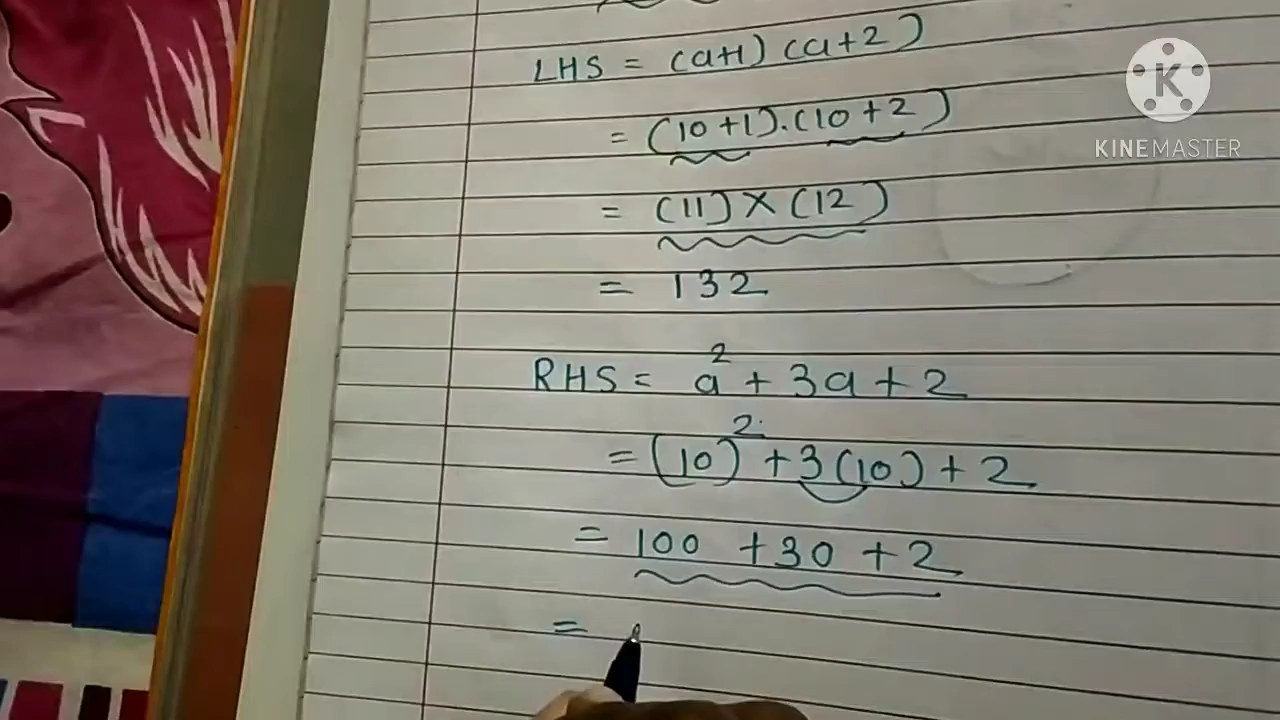 LHS = (a+1) (a+2)
= (10+1).(10+2)
= (11) × (12)
= 132
RHS = a² + 3a + 2
= (10)² + 3(10) + 2
= 100 + 30 + 2
=
K
KINEMASTER